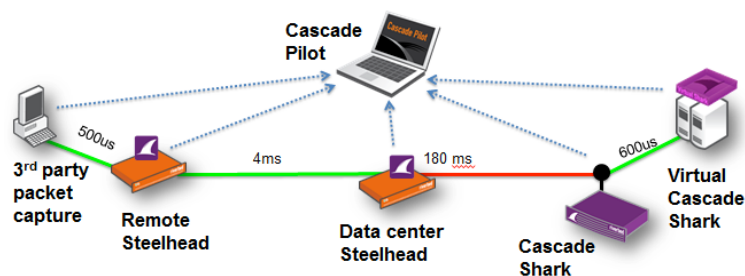 Cascade
Pilot
Cascade Pilot
500us
3rd party
packet
capture
4ms
180 ms
600us
Remote
Steelhead
Data center
Steelhead
Cascade
Shark
Virtual
Cascade
Shark